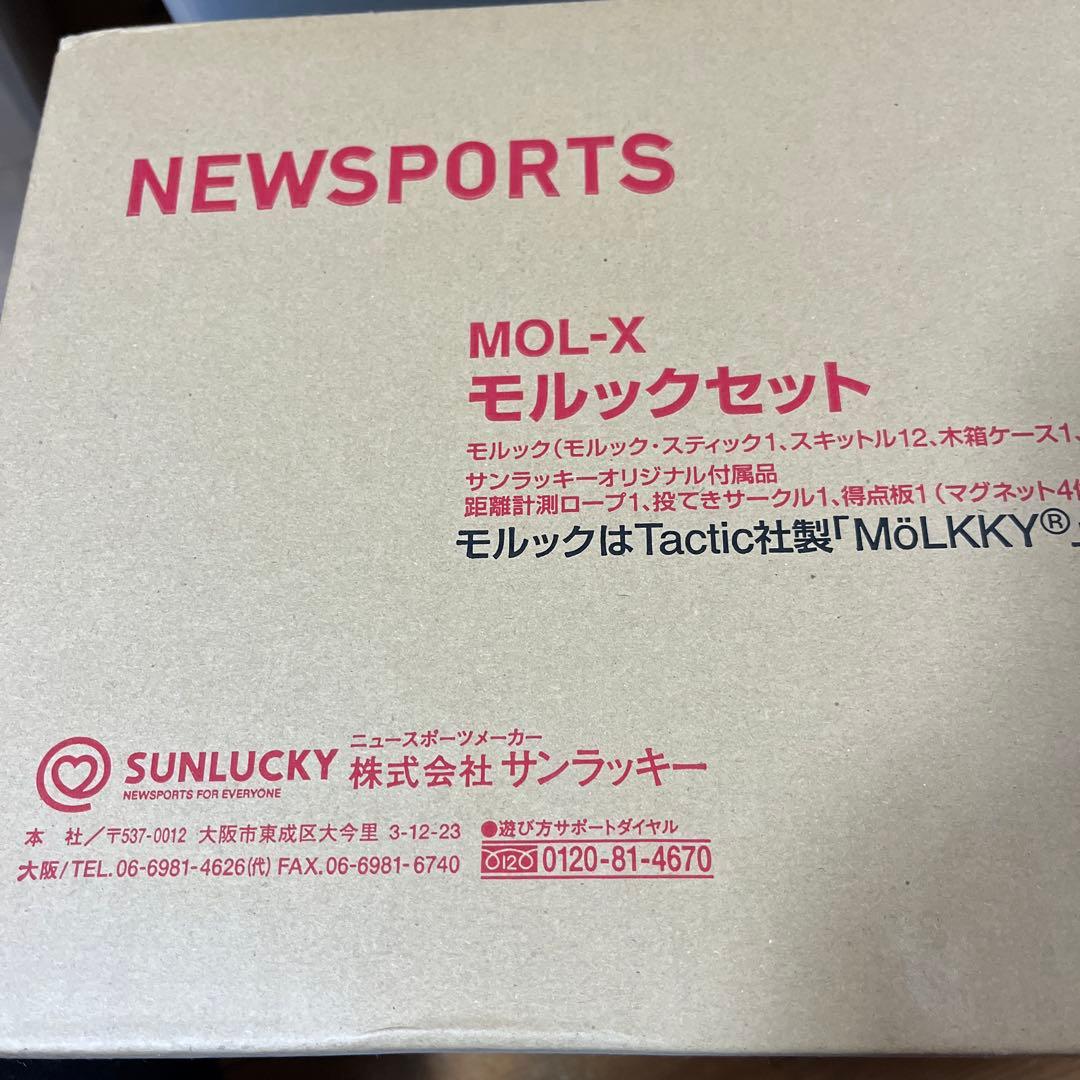 NEWSPORTS
MOL-X
モルックセット
モルック(モルック・スティック1、スキットル12、木箱ケース1、
サンラッキーオリジナル付属品
距離計測ロープ1、投てきサークル1、得点板1(マグネット4
モルックはTactic社製「MöLKKY®」
SUNLUCKY
NEWSPORTS FOR EVERYONE
ニュースポーツメーカー
株式会社 サンラッキー
本 社/〒537-0012 大阪市東成区大今里 3-12-23
大阪/TEL.06-6981-4626(代) FAX.06-6981-6740
●遊び方サポートダイヤル
0120-81-4670